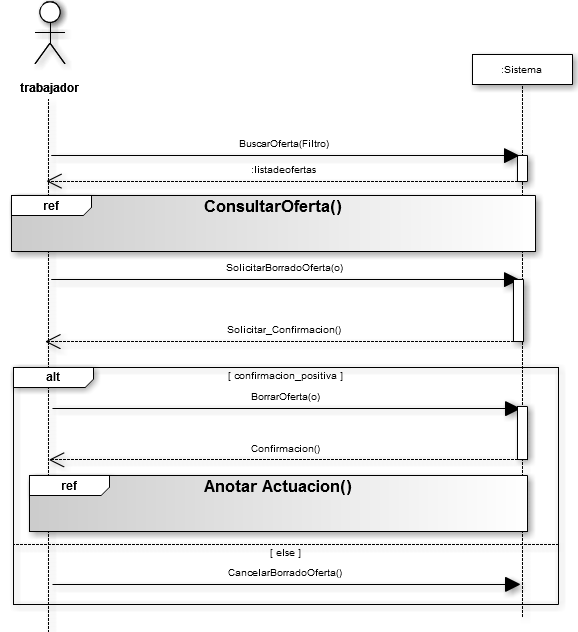 trabajador
:Sistema
BuscarOferta(Filtro)
:listadeofertas
ref
ConsultarOferta()
SolicitarBorradoOferta(o)
Solicitar_Confirmacion()
alt
[ confirmacion_positiva ]
BorrarOferta(o)
Confirmacion()
ref
Anotar Actuacion()
[ else ]
CancelarBorradoOferta()